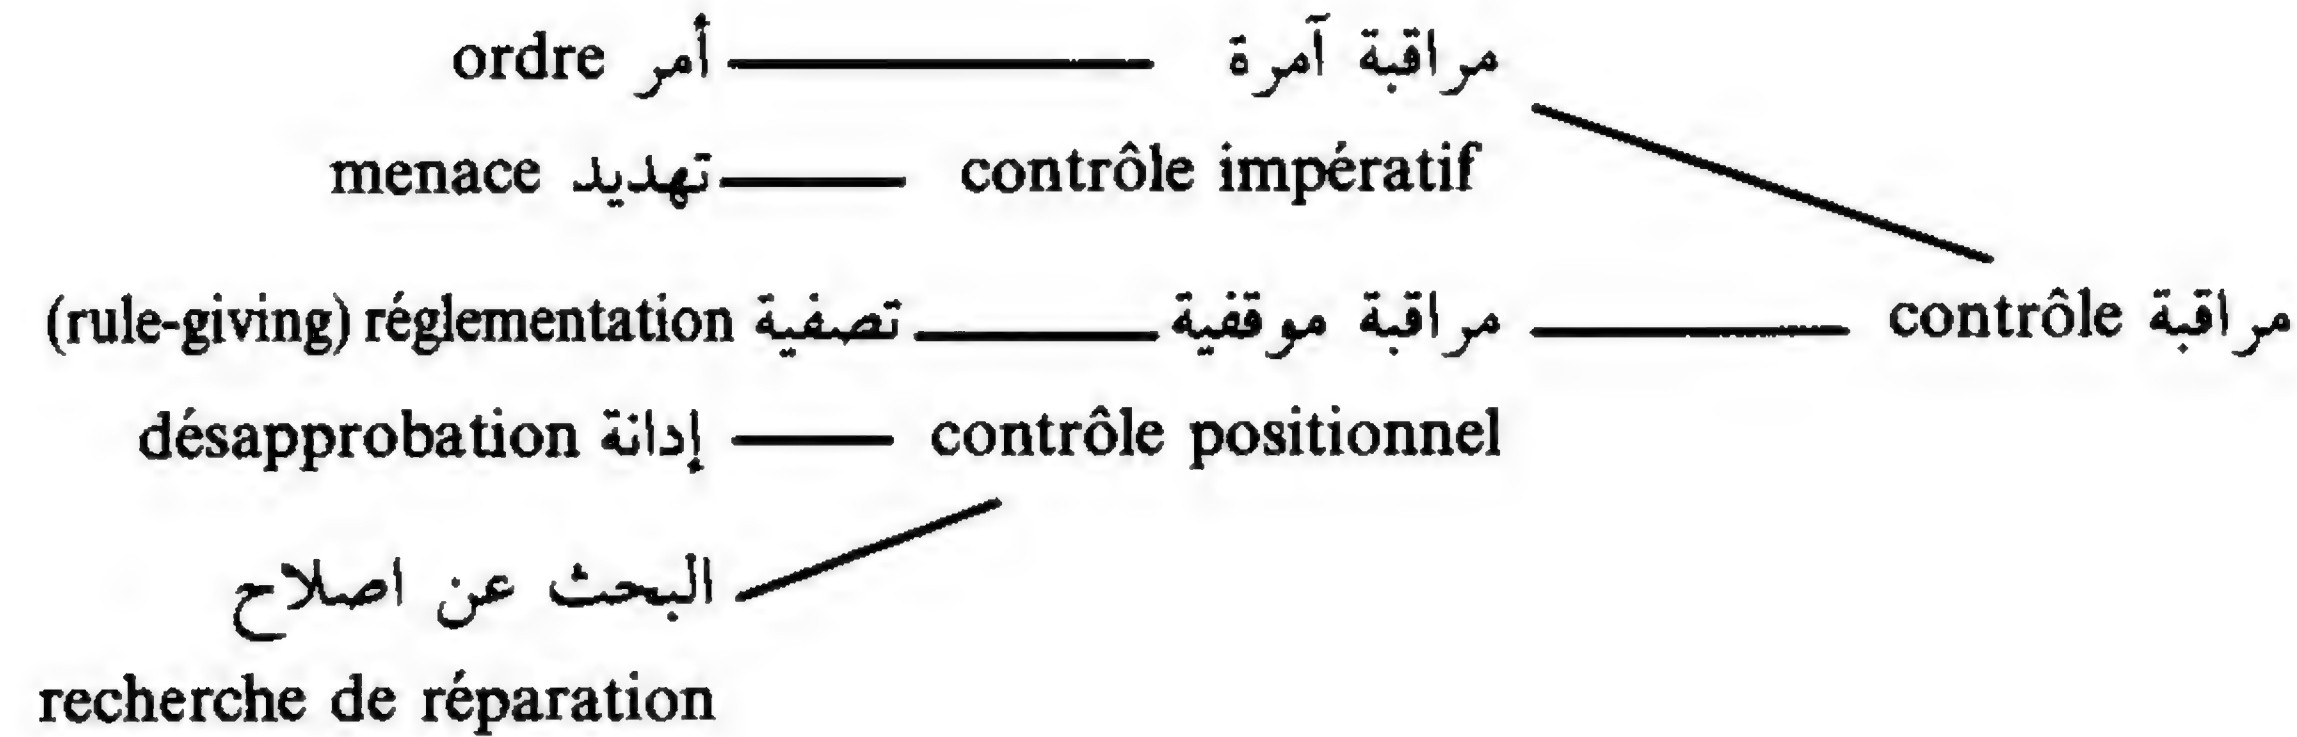 مراقبة آمرة أمر ordre
contrôle impératif تهديد menace
مراقبة contrôle مراقبة موقفية تصفية (rule-giving) réglementation
contrôle positionnel إدانة désapprobation
البحث عن اصلاح
recherche de réparation